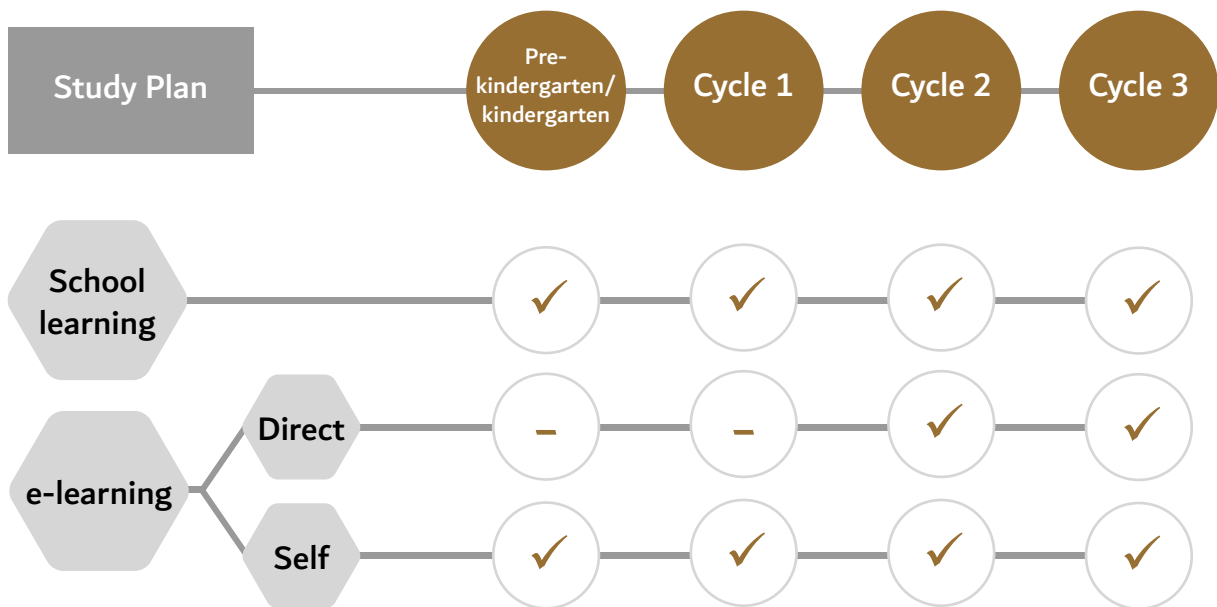 Study Plan
Pre-
kindergarten/
kindergarten
Cycle 1
Cycle 2
Cycle 3
School
learning
✓ ✓ ✓ ✓
e-learning
Direct
- - ✓ ✓
Self
✓ ✓ ✓ ✓